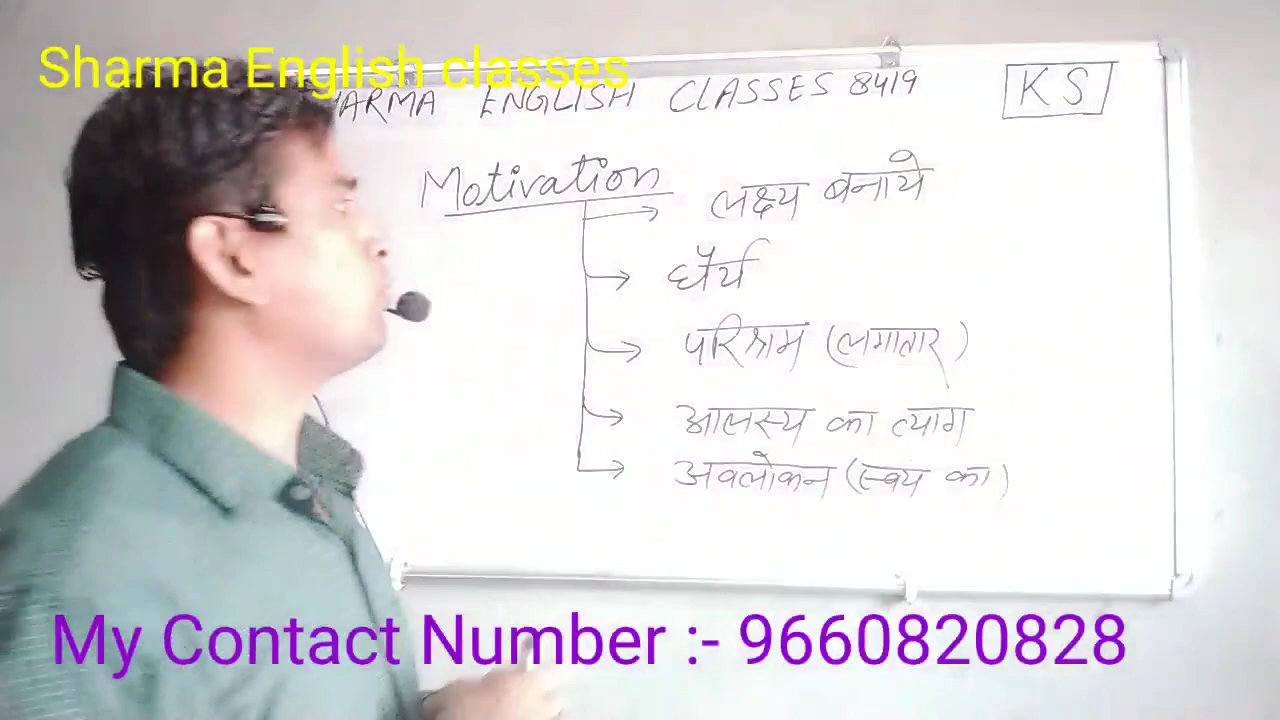 Sharma English classes
ARMA ENGLISH CLASSES 8419
KS
Motivation
लक्ष्य बनाये
धैर्य
परिश्रम (लगातार)
आलस्य का त्याग
अवलोकन (स्वयं का)
My Contact Number :- 9660820828